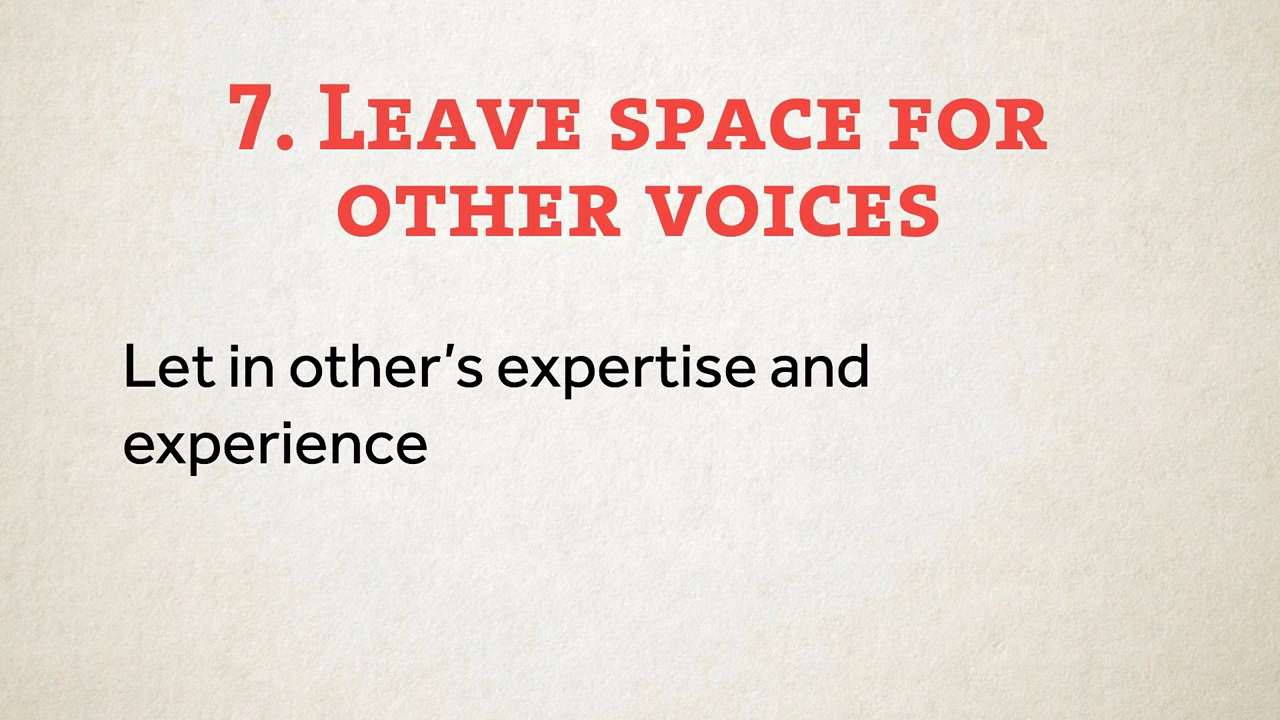 7. Leave space for
other voices
Let in other’s expertise and
experience